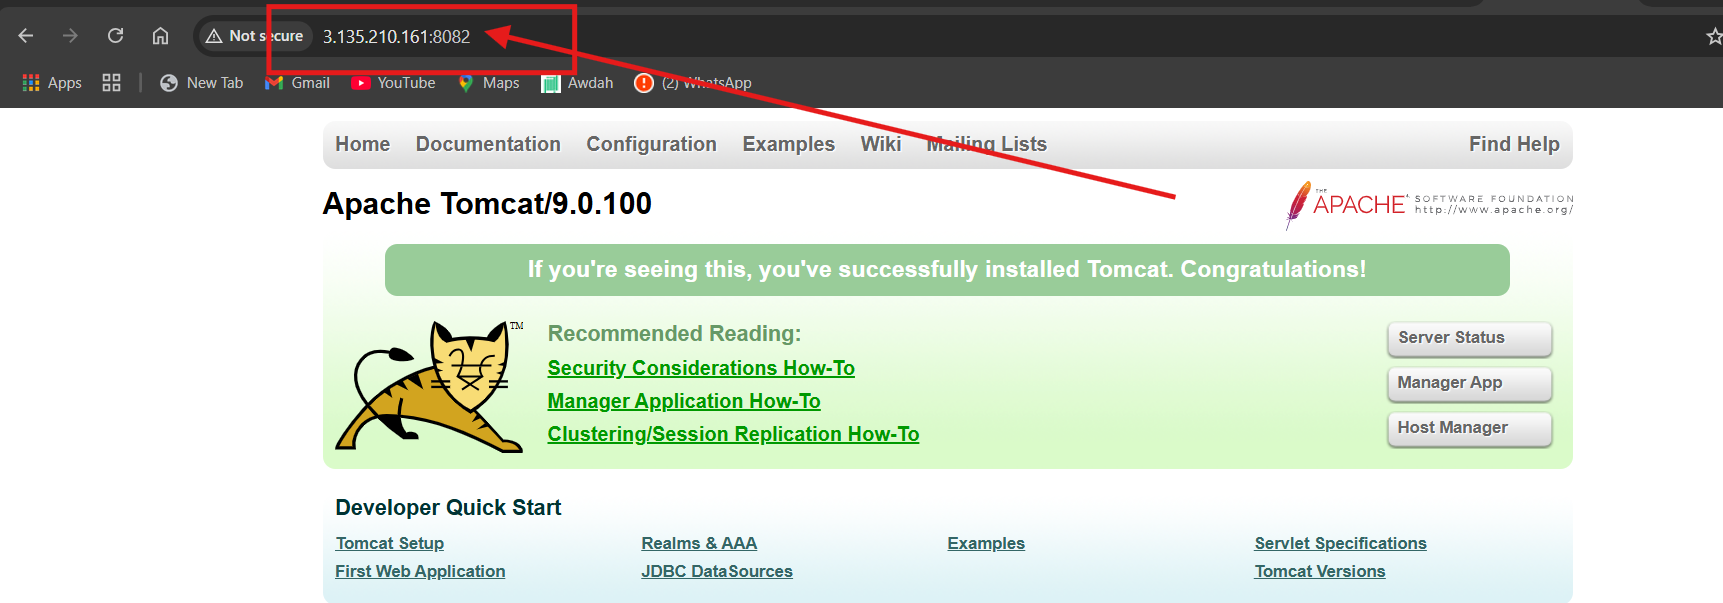 Not secure 3.135.210.161:8082
Apps New Tab Gmail YouTube Maps Awdah (2) WhatsApp
Home Documentation Configuration Examples Wiki Mailing Lists Find Help
Apache Tomcat/9.0.100
THE APACHE SOFTWARE FOUNDATION
http://www.apache.org/
If you're seeing this, you've successfully installed Tomcat. Congratulations!
TM
Recommended Reading:
Security Considerations How-To
Manager Application How-To
Clustering/Session Replication How-To
Server Status
Manager App
Host Manager
Developer Quick Start
Tomcat Setup Realms & AAA Examples Servlet Specifications
First Web Application JDBC DataSources Tomcat Versions